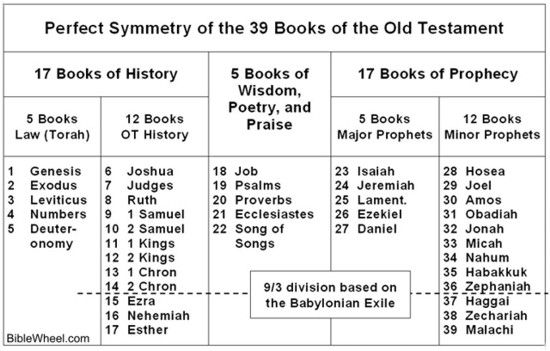 Perfect Symmetry of the 39 Books of the Old Testament
17 Books of History
5 Books of
Wisdom,
Poetry, and
Praise
17 Books of Prophecy
5 Books
Law (Torah)
12 Books
OT History
5 Books
Major Prophets
12 Books
Minor Prophets
1 Genesis
2 Exodus
3 Leviticus
4 Numbers
5 Deuter-
onomy
6 Joshua
7 Judges
8 Ruth
9 1 Samuel
10 2 Samuel
11 1 Kings
12 2 Kings
13 1 Chron
14 2 Chron
15 Ezra
16 Nehemiah
17 Esther
18 Job
19 Psalms
20 Proverbs
21 Ecclesiastes
22 Song of
Songs
23 Isaiah
24 Jeremiah
25 Lament.
26 Ezekiel
27 Daniel
28 Hosea
29 Joel
30 Amos
31 Obadiah
32 Jonah
33 Micah
34 Nahum
35 Habakkuk
36 Zephaniah
37 Haggai
38 Zechariah
39 Malachi
9/3 division based on
the Babylonian Exile
BibleWheel.com